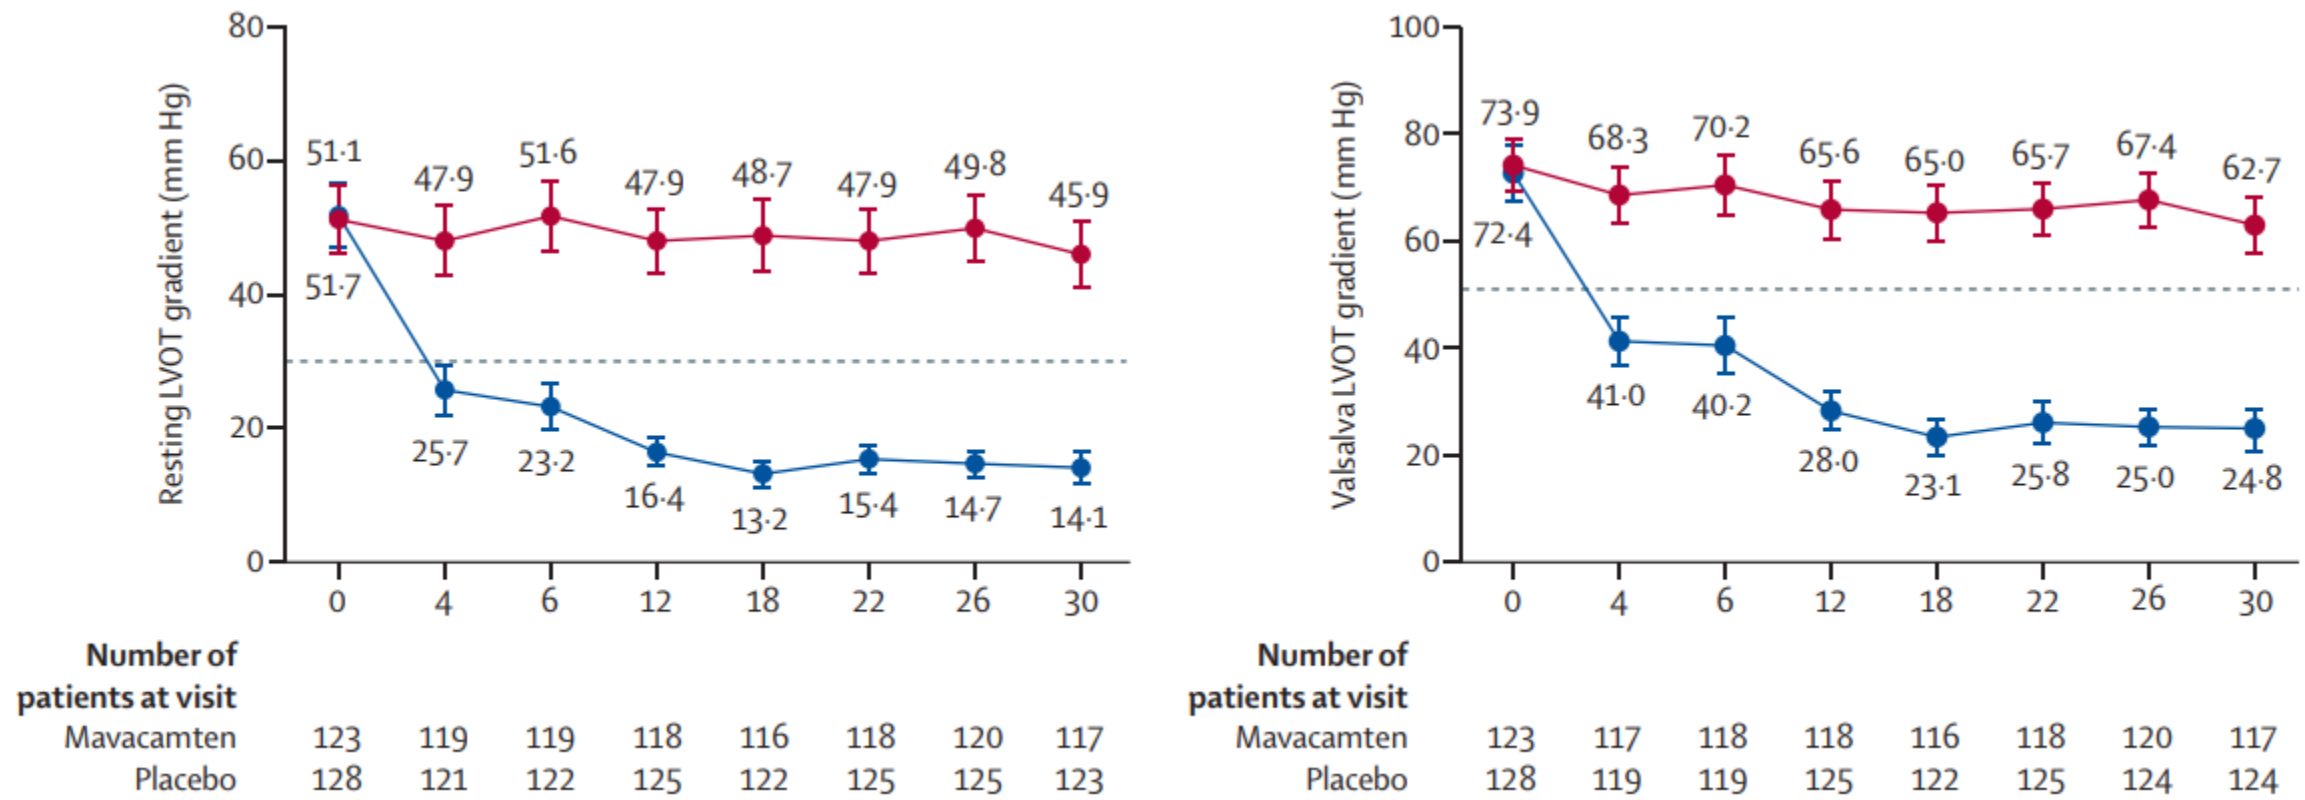 Resting LVOT gradient (mm Hg)
80
60
40
20
0
51·1 47·9 51·6 47·9 48·7 47·9 49·8 45·9
51·7 25·7 23·2 16·4 13·2 15·4 14·7 14·1
0 4 6 12 18 22 26 30
Number of
patients at visit
Mavacamten 123 119 119 118 116 118 120 117
Placebo 128 121 122 125 122 125 125 123
Valsalva LVOT gradient (mm Hg)
100
80
60
40
20
0
73·9 68·3 70·2 65·6 65·0 65·7 67·4 62·7
72·4 41·0 40·2 28·0 23·1 25·8 25·0 24·8
0 4 6 12 18 22 26 30
Number of
patients at visit
Mavacamten 123 117 118 118 116 118 120 117
Placebo 128 119 119 125 122 125 124 124